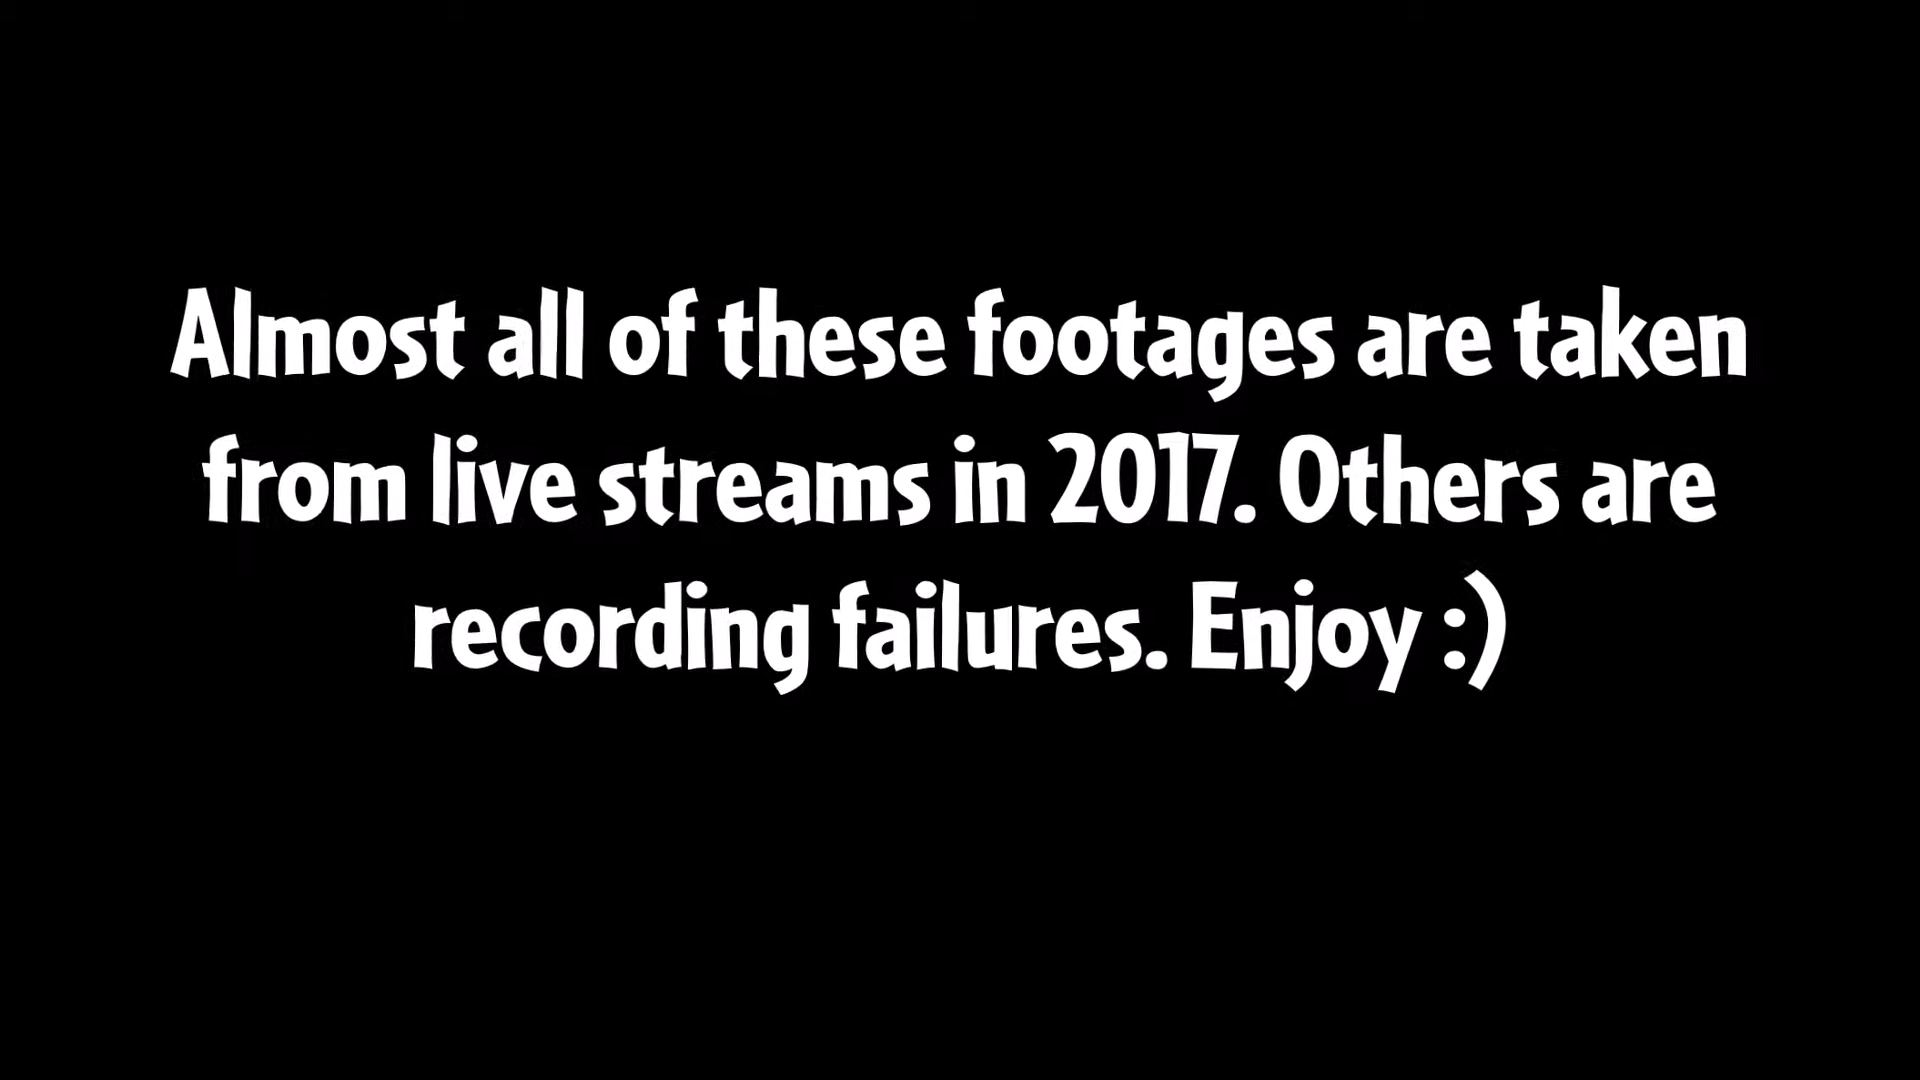 Almost all of these footages are taken
from live streams in 2017. Others are
recording failures. Enjoy :)